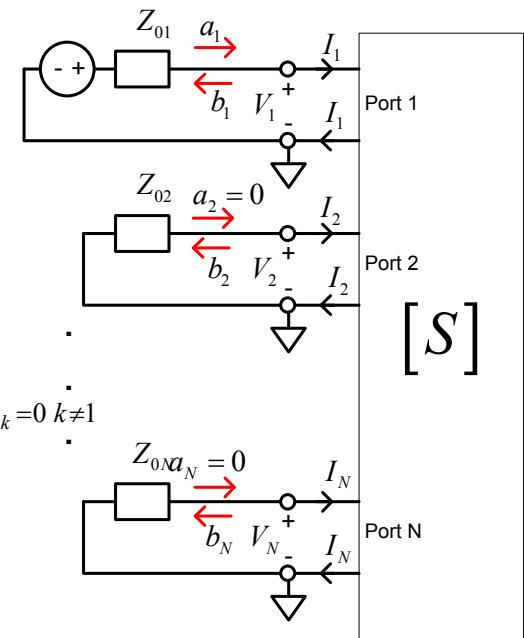 Z₀₁ a₁ I₁
- +
b₁ V₁ + -
I₁
Port 1
Z₀₂ a₂ = 0 I₂
b₂ V₂ + -
I₂
Port 2
[S]
ₖ = 0 k≠1
Z₀N aN = 0 IN
bN VN + -
IN
Port N